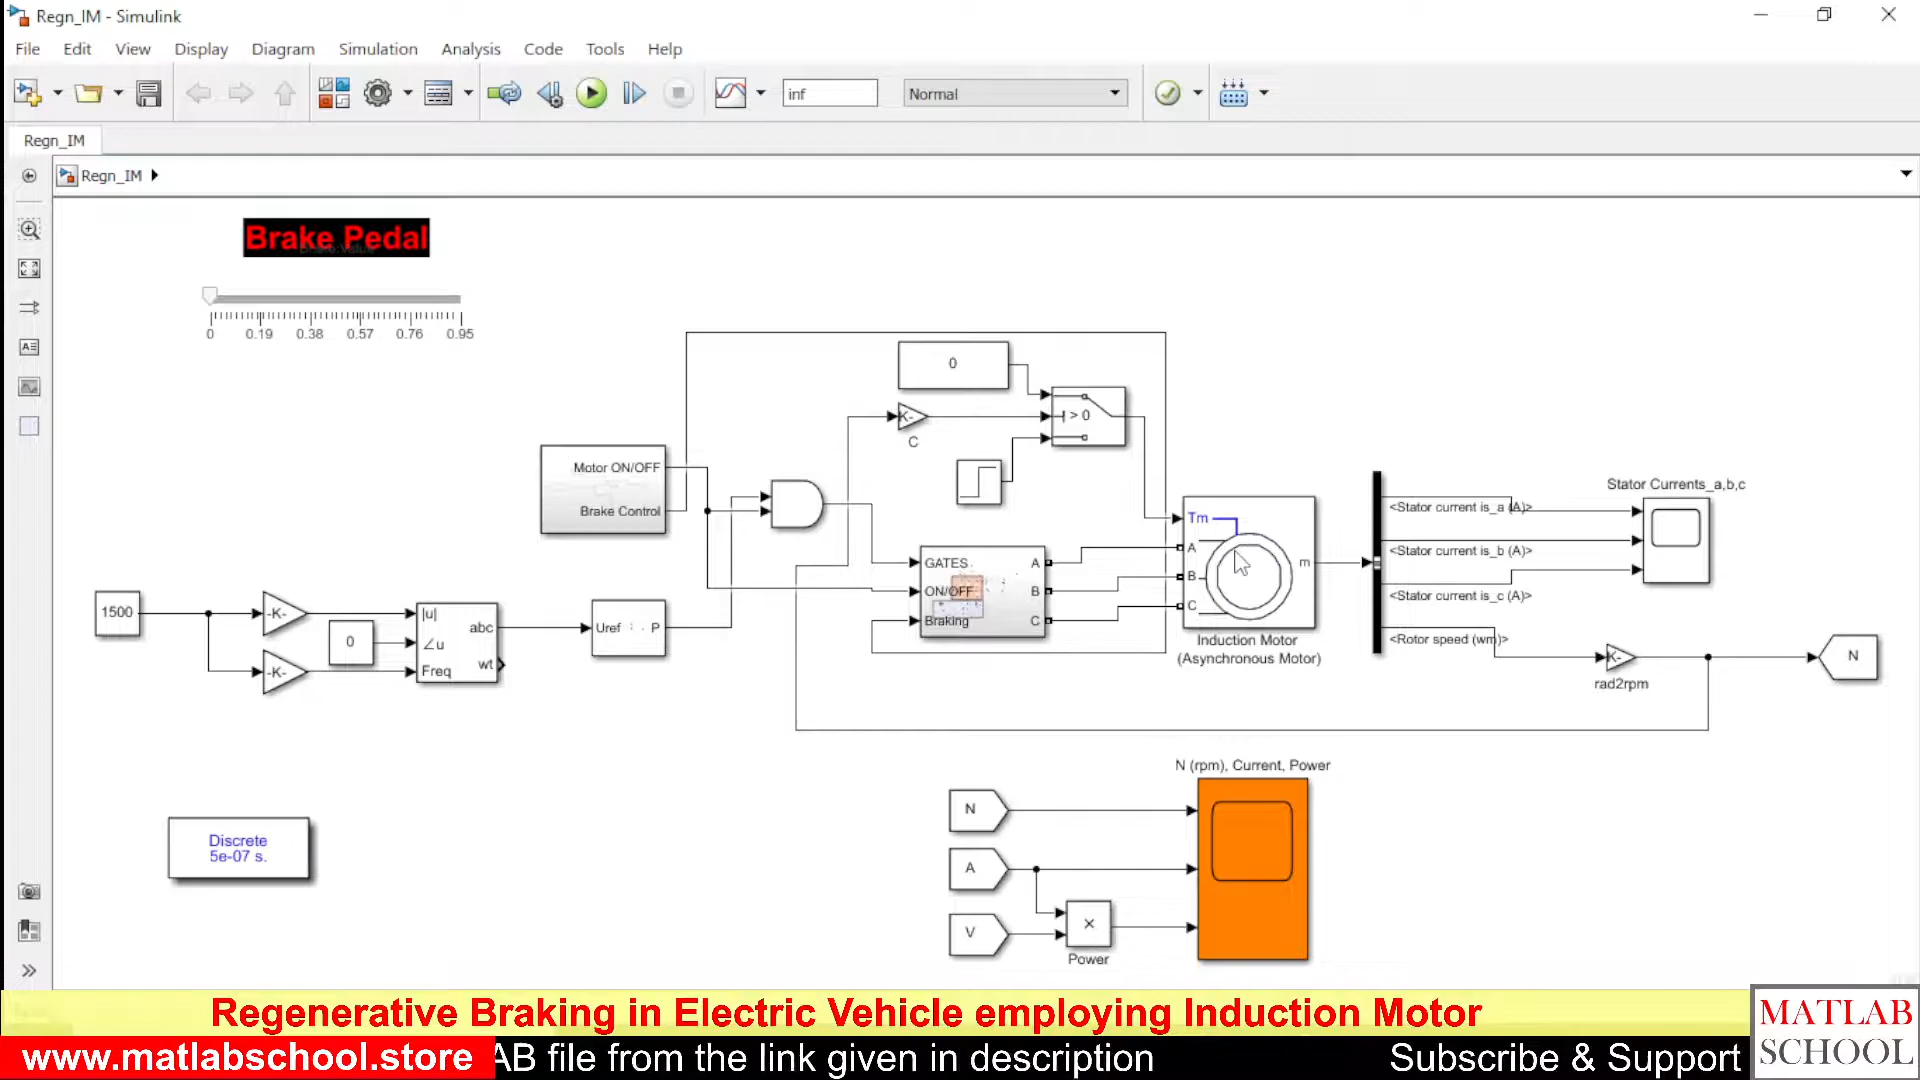 Regn_IM - Simulink
File Edit View Display Diagram Simulation Analysis Code Tools Help
inf
Normal
Regn_IM
Regn_IM
Brake Pedal
0 0.19 0.38 0.57 0.76 0.95
0
-K-
C
> 0
Motor ON/OFF
Brake Control
Stator Currents_a,b,c
<Stator current is_a (A)>
<Stator current is_b (A)>
<Stator current is_c (A)>
<Rotor speed (wm)>
Tm
A
B
C
m
Induction Motor
(Asynchronous Motor)
GATES
ON/OFF
Braking
A
B
C
1500
-K-
-K-
0
|u|
∠u
Freq
abc
wt
Uref
P
K-
rad2rpm
N
N (rpm), Current, Power
N
A
V
×
Power
Discrete
5e-07 s.
Regenerative Braking in Electric Vehicle employing Induction Motor
www.matlabschool.store
AB file from the link given in description
Subscribe & Support
MATLAB
SCHOOL